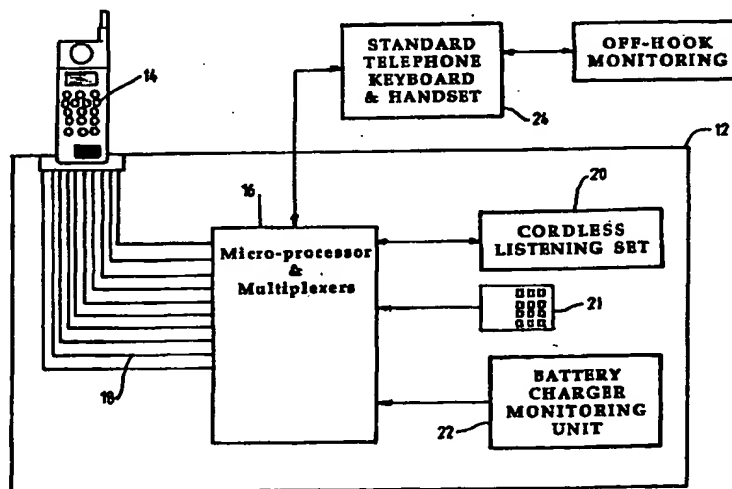 STANDARD
TELEPHONE
KEYBOARD
& HANDSET
OFF-HOOK
MONITORING
14
24
12
16
20
Micro-processor
&
Multiplexers
CORDLESS
LISTENING SET
21
18
BATTERY
CHARGER
MONITORING
UNIT
22